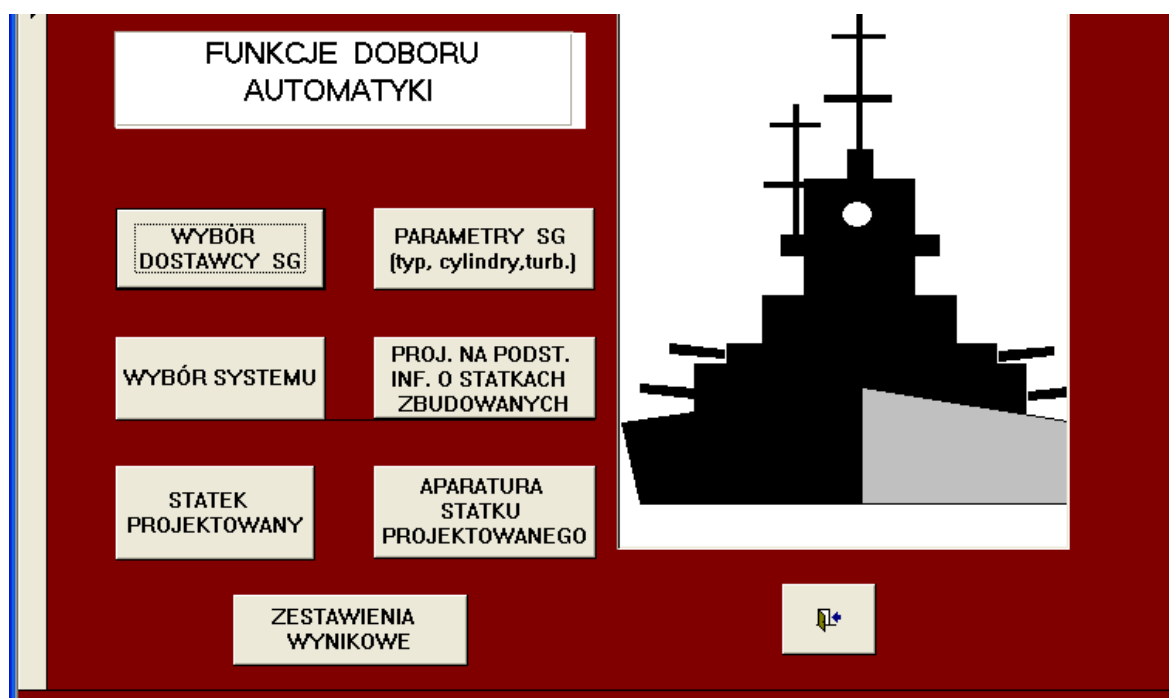 FUNKCJE DOBORU
AUTOMATYKI
WYBÓR
DOSTAWCY SG
PARAMETRY SG
(typ, cylindry,turb.)
WYBÓR SYSTEMU
PROJ. NA PODST.
INF. O STATKACH
ZBUDOWANYCH
STATEK
PROJEKTOWANY
APARATURA
STATKU
PROJEKTOWANEGO
ZESTAWIENIA
WYNIKOWE